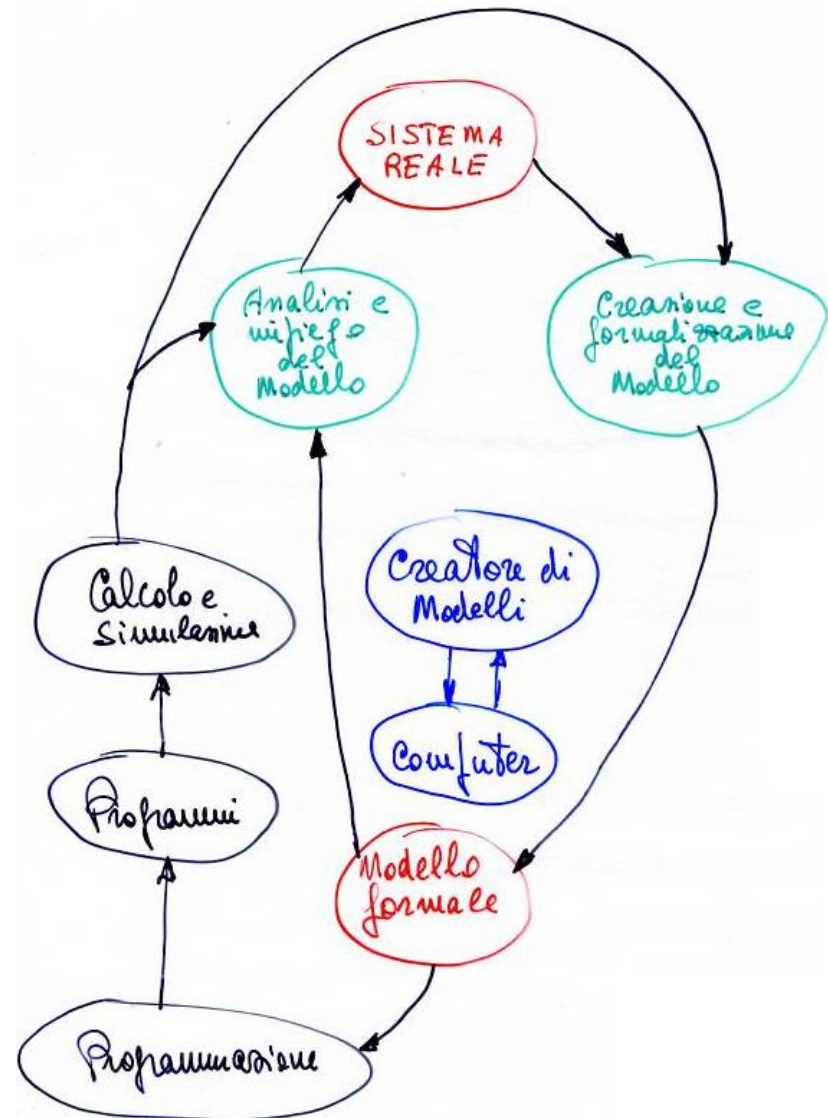 SISTEMA
REALE
Analisi e
impiego
del
Modello
Creazione e
formalizzazione
del
Modello
Calcolo e
Simulazione
Creatore di
Modelli
Computer
Programmi
Modello
formale
Programmazione